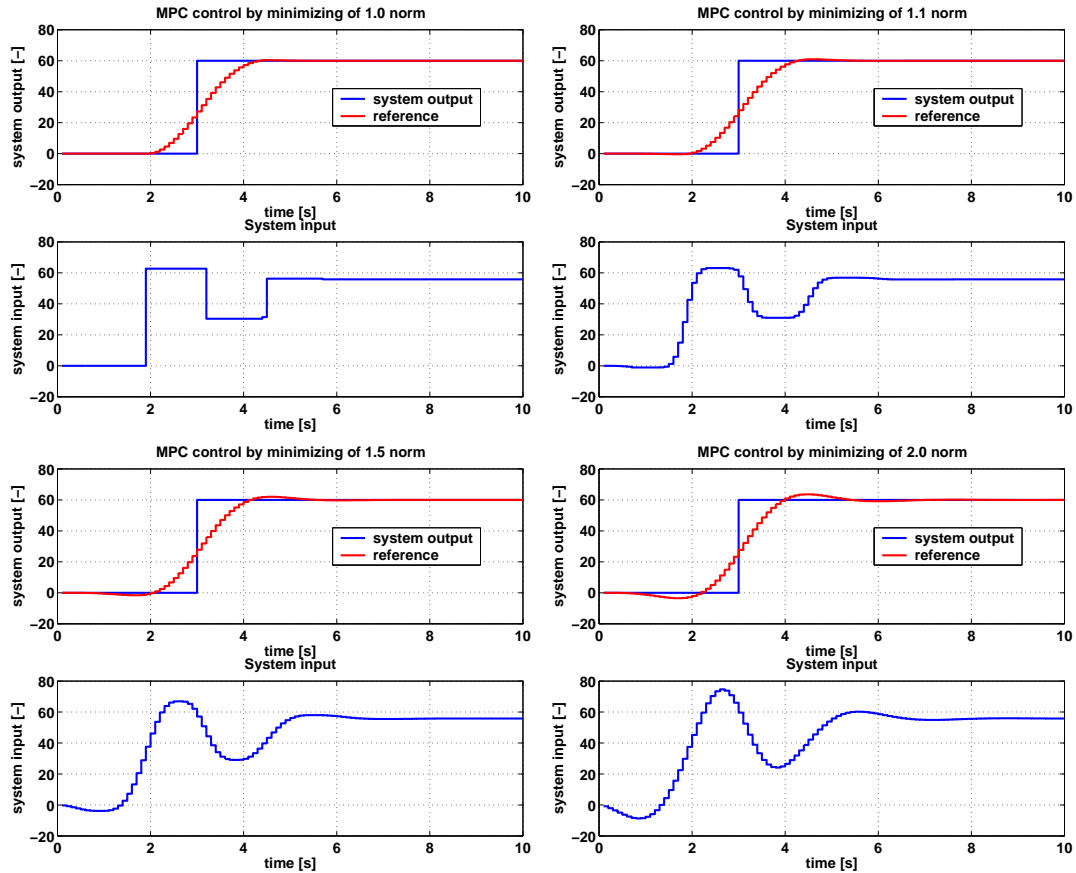 MPC control by minimizing of 1.0 norm
80
60
40
20
0
−20
system output [−]
system output
reference
0 2 4 6 8 10
time [s]
System input
80
60
40
20
0
−20
system input [−]
0 2 4 6 8 10
time [s]
MPC control by minimizing of 1.1 norm
80
60
40
20
0
−20
system output [−]
system output
reference
0 2 4 6 8 10
time [s]
System input
80
60
40
20
0
−20
system input [−]
0 2 4 6 8 10
time [s]
MPC control by minimizing of 1.5 norm
80
60
40
20
0
−20
system output [−]
system output
reference
0 2 4 6 8 10
time [s]
System input
80
60
40
20
0
−20
system input [−]
0 2 4 6 8 10
time [s]
MPC control by minimizing of 2.0 norm
80
60
40
20
0
−20
system output [−]
system output
reference
0 2 4 6 8 10
time [s]
System input
80
60
40
20
0
−20
system input [−]
0 2 4 6 8 10
time [s]